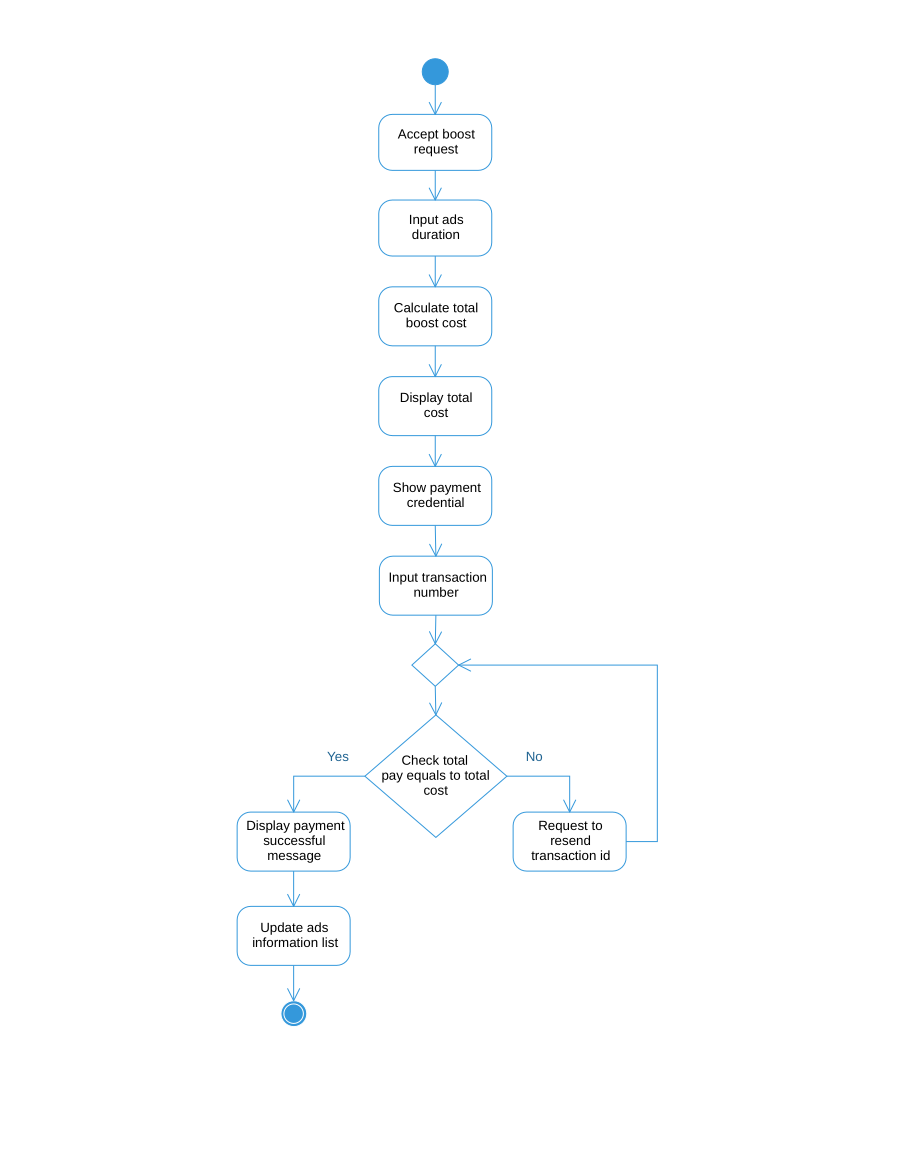 Accept boost
request
Input ads
duration
Calculate total
boost cost
Display total
cost
Show payment
credential
Input transaction
number
Yes
Check total
pay equals to total
cost
No
Display payment
successful
message
Request to
resend
transaction id
Update ads
information list